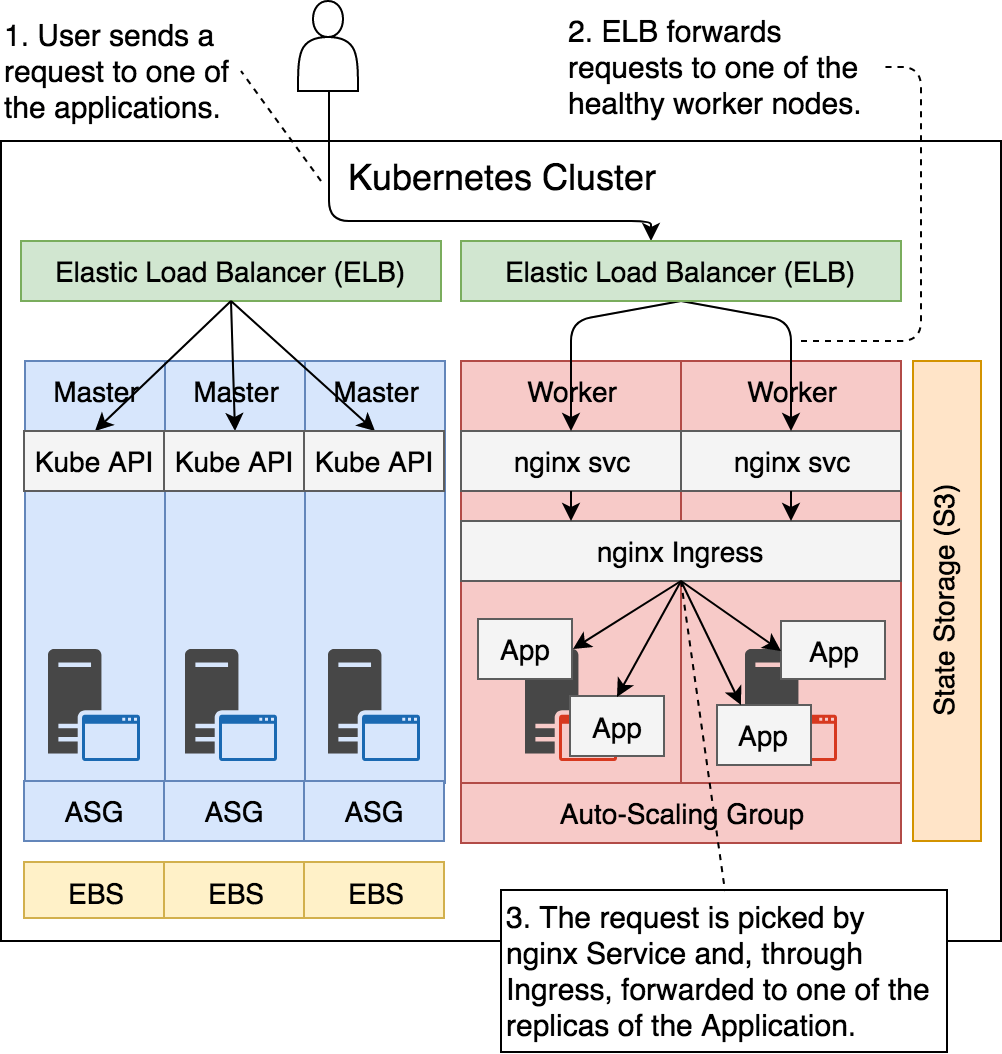 1. User sends a
request to one of
the applications.
2. ELB forwards
requests to one of the
healthy worker nodes.
Kubernetes Cluster
Elastic Load Balancer (ELB)
Elastic Load Balancer (ELB)
Master
Master
Master
Worker
Worker
Kube API
Kube API
Kube API
nginx svc
nginx svc
nginx Ingress
State Storage (S3)
App
App
App
App
ASG
ASG
ASG
Auto-Scaling Group
EBS
EBS
EBS
3. The request is picked by
nginx Service and, through
Ingress, forwarded to one of the
replicas of the Application.